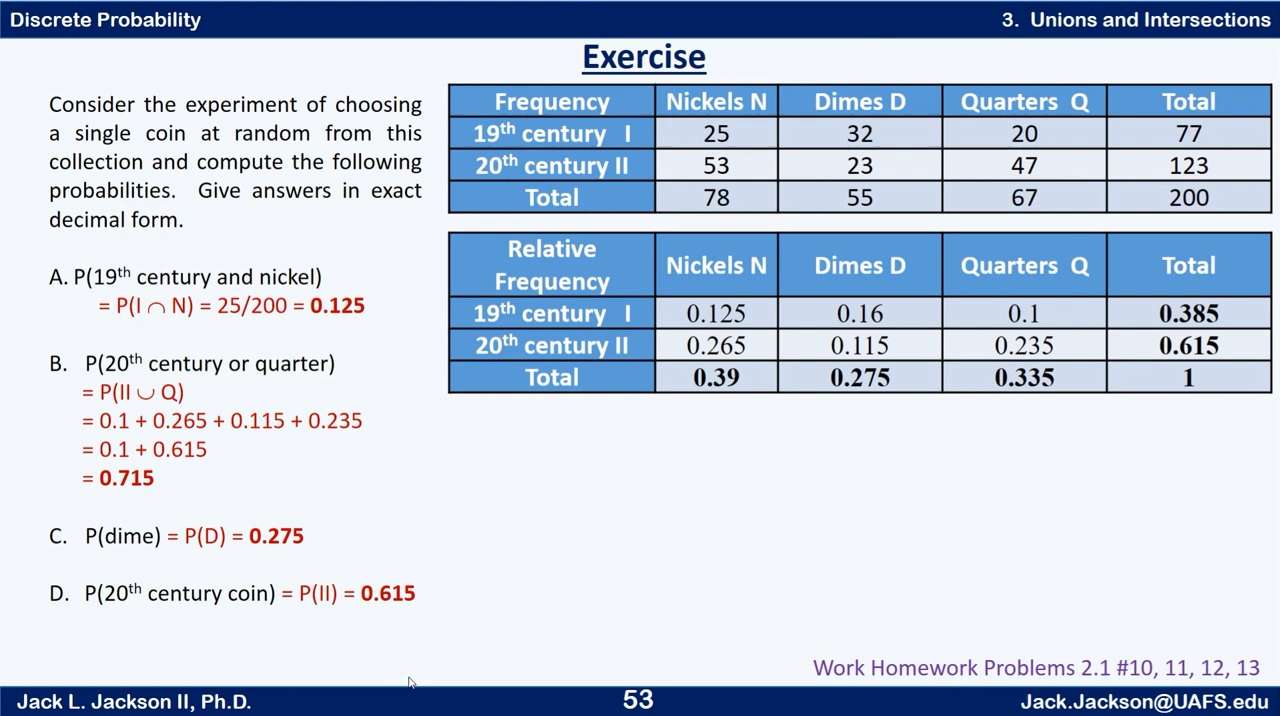 Discrete Probability
3. Unions and Intersections
Exercise
Consider the experiment of choosing
a single coin at random from this
collection and compute the following
probabilities. Give answers in exact
decimal form.
A. P(19th century and nickel)
= P(I ∩ N) = 25/200 = 0.125
B. P(20th century or quarter)
= P(II ∪ Q)
= 0.1 + 0.265 + 0.115 + 0.235
= 0.1 + 0.615
= 0.715
C. P(dime) = P(D) = 0.275
D. P(20th century coin) = P(II) = 0.615
Frequency Nickels N Dimes D Quarters Q Total
19th century I 25 32 20 77
20th century II 53 23 47 123
Total 78 55 67 200
Relative
Frequency Nickels N Dimes D Quarters Q Total
19th century I 0.125 0.16 0.1 0.385
20th century II 0.265 0.115 0.235 0.615
Total 0.39 0.275 0.335 1
Work Homework Problems 2.1 #10, 11, 12, 13
Jack L. Jackson II, Ph.D.
53
Jack.Jackson@UAFS.edu